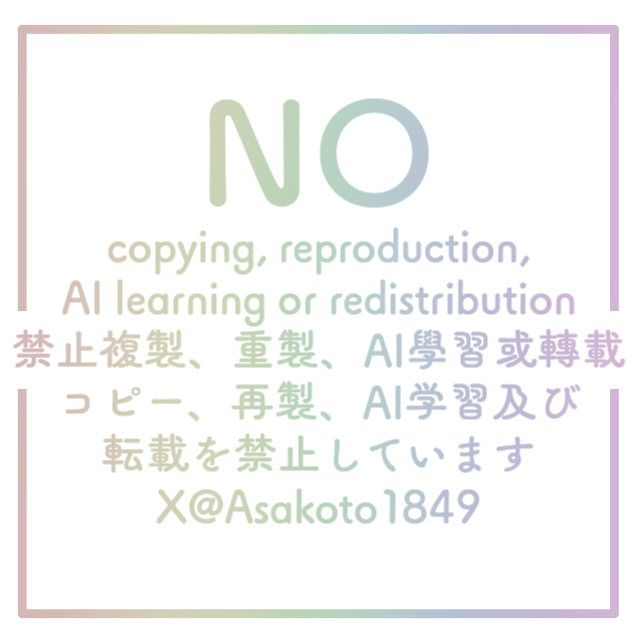 NO
copying, reproduction,
AI learning or redistribution
禁止複製、重製、AI學習或轉載
コピー、再製、AI学習及び
転載を禁止しています
X@Asakoto1849